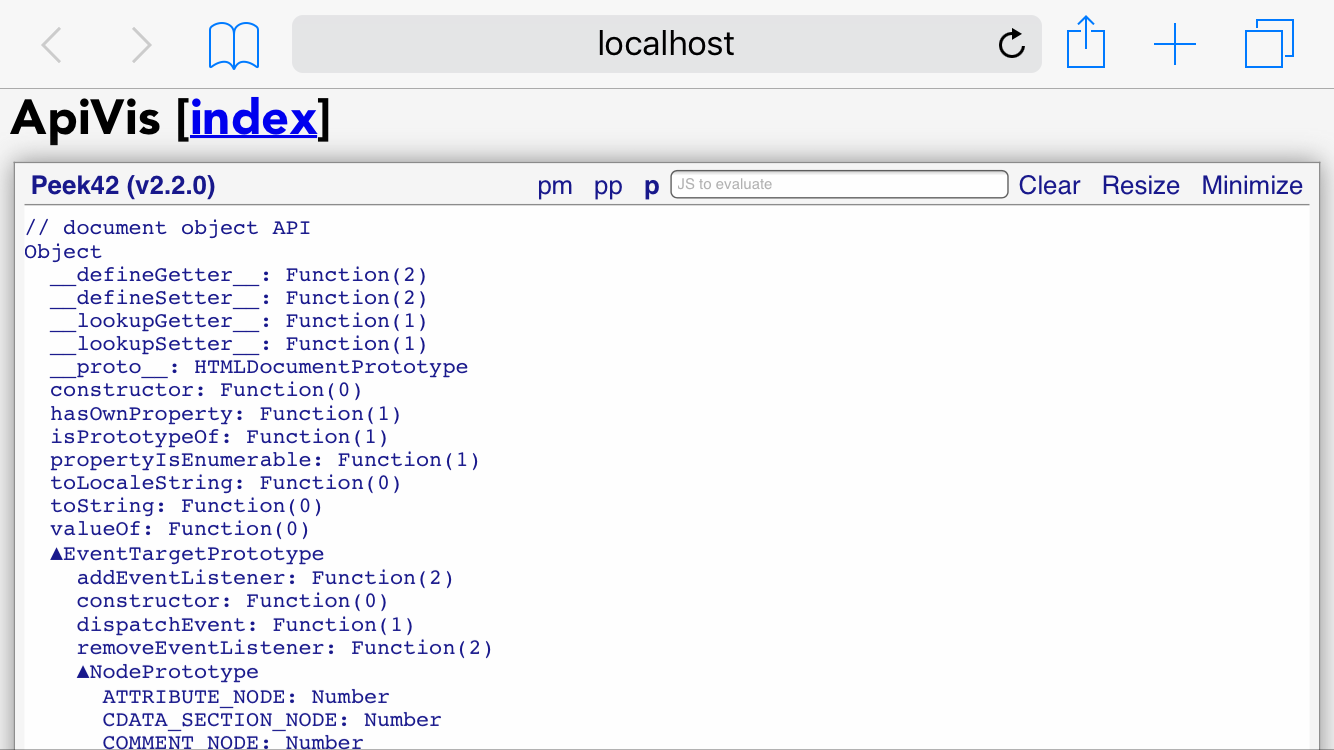 localhost
ApiVis [index]
Peek42 (v2.2.0) pm pp p JS to evaluate Clear Resize Minimize
// document object API
Object
__defineGetter__: Function(2)
__defineSetter__: Function(2)
__lookupGetter__: Function(1)
__lookupSetter__: Function(1)
__proto__: HTMLDocumentPrototype
constructor: Function(0)
hasOwnProperty: Function(1)
isPrototypeOf: Function(1)
propertyIsEnumerable: Function(1)
toLocaleString: Function(0)
toString: Function(0)
valueOf: Function(0)
▲EventTargetPrototype
addEventListener: Function(2)
constructor: Function(0)
dispatchEvent: Function(1)
removeEventListener: Function(2)
▲NodePrototype
ATTRIBUTE_NODE: Number
CDATA_SECTION_NODE: Number
COMMENT_NODE: Number